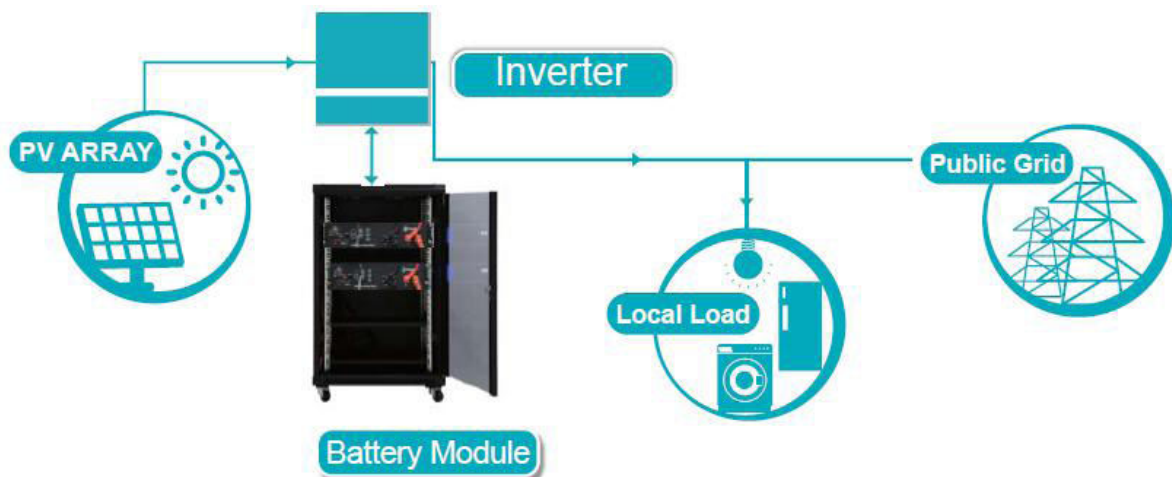 Inverter
PV ARRAY
Public Grid
Local Load
Battery Module